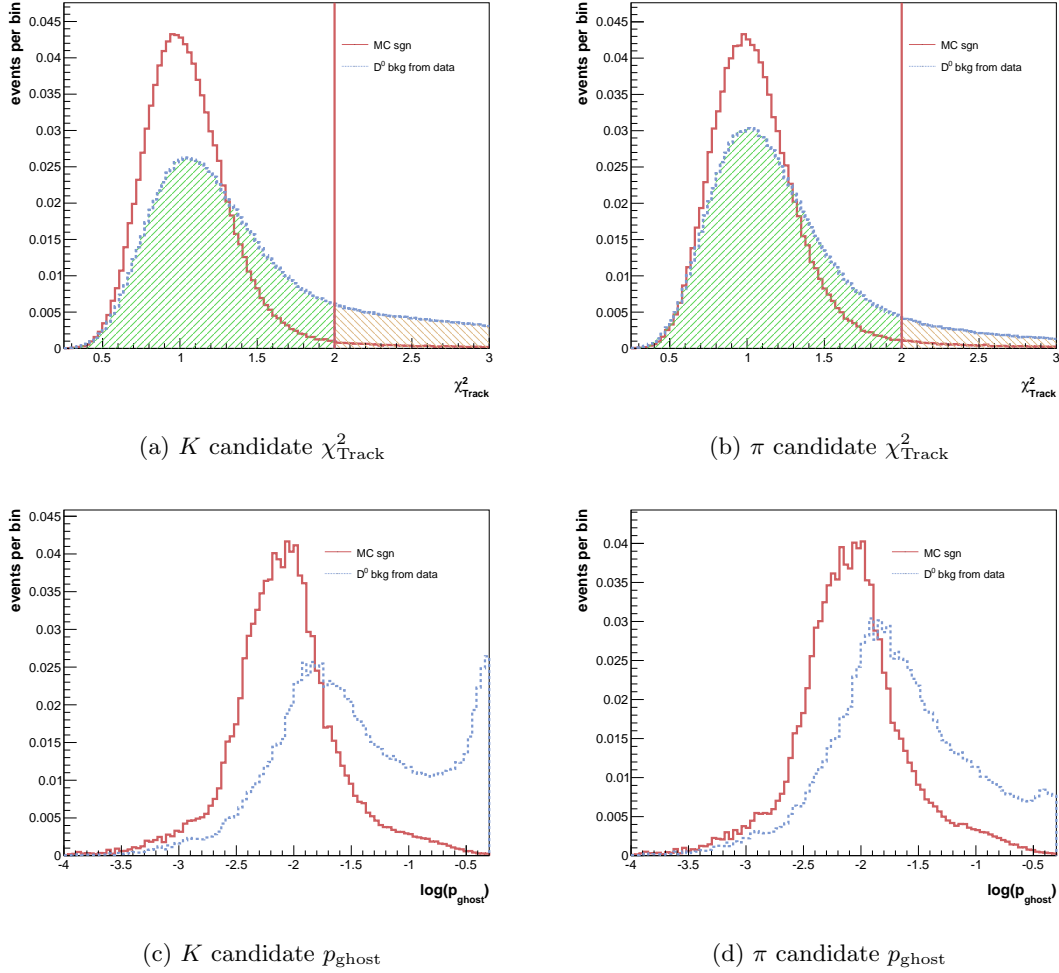 events per bin
0.045
0.04
0.035
0.03
0.025
0.02
0.015
0.01
0.005
0
0.5 1 1.5 2 2.5 3
χ²Track
MC sgn
D⁰ bkg from data
(a) K candidate χ²Track
events per bin
0.045
0.04
0.035
0.03
0.025
0.02
0.015
0.01
0.005
0
0.5 1 1.5 2 2.5 3
χ²Track
MC sgn
D⁰ bkg from data
(b) π candidate χ²Track
events per bin
0.045
0.04
0.035
0.03
0.025
0.02
0.015
0.01
0.005
0
-4 -3.5 -3 -2.5 -2 -1.5 -1 -0.5
log(pghost)
MC sgn
D⁰ bkg from data
(c) K candidate pghost
events per bin
0.04
0.035
0.03
0.025
0.02
0.015
0.01
0.005
0
-4 -3.5 -3 -2.5 -2 -1.5 -1 -0.5
log(pghost)
MC sgn
D⁰ bkg from data
(d) π candidate pghost